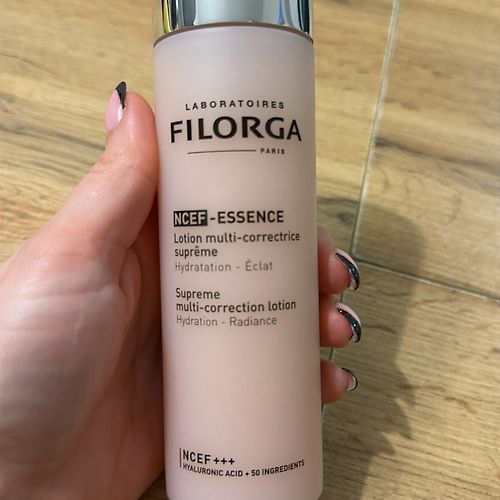 LABORATOIRES
FILORGA
PARIS
NCEF-ESSENCE
Lotion multi-correctrice
suprême
Hydratation - Éclat
Supreme
multi-correction lotion
Hydration - Radiance
NCEF+++
HYALURONIC ACID + 50 INGREDIENTS